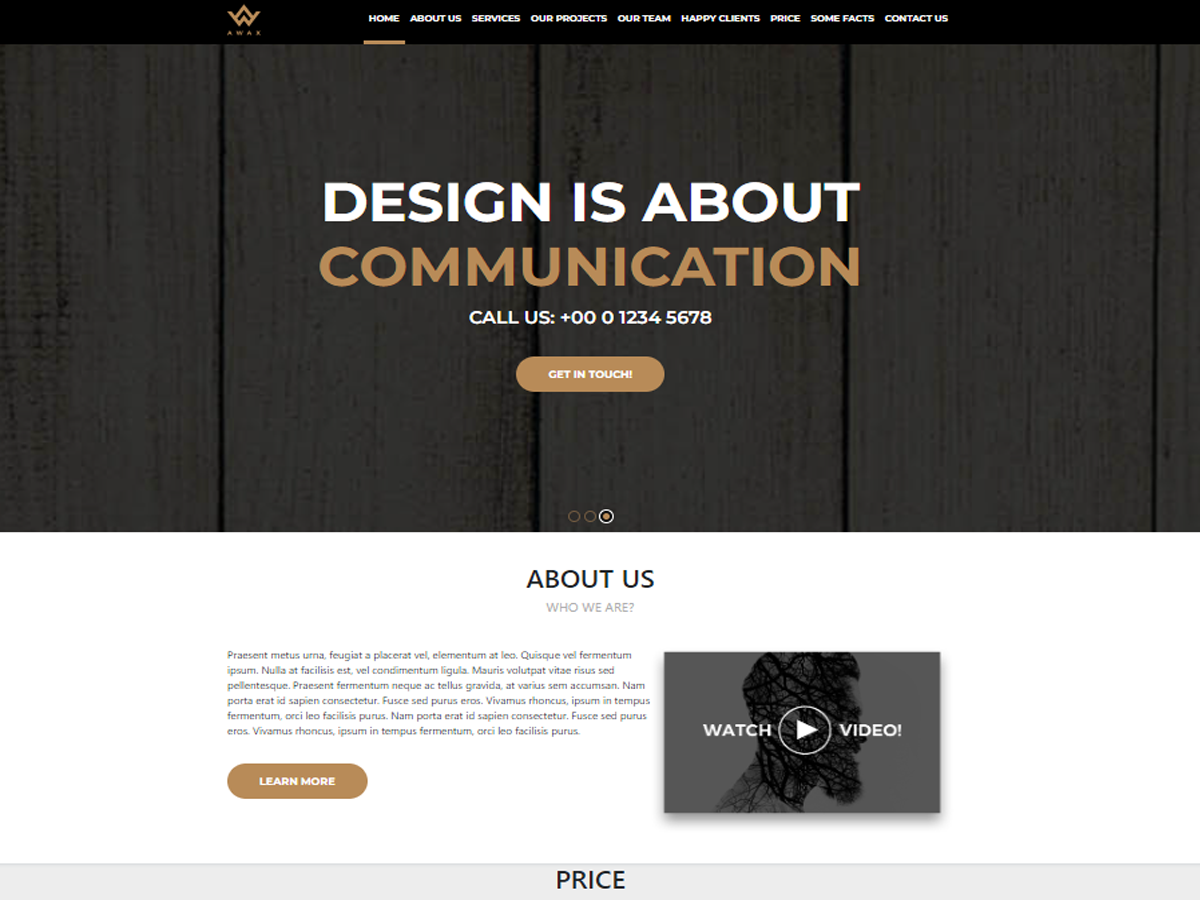 AWAX
HOME ABOUT US SERVICES OUR PROJECTS OUR TEAM HAPPY CLIENTS PRICE SOME FACTS CONTACT US
DESIGN IS ABOUT
COMMUNICATION
CALL US: +00 0 1234 5678
GET IN TOUCH!
ABOUT US
WHO WE ARE?
Praesent metus urna, feugiat a placerat vel, elementum at leo. Quisque vel fermentum
ipsum. Nulla at facilisis est, vel condimentum ligula. Mauris volutpat vitae risus sed
pellentesque. Praesent fermentum neque ac tellus gravida, at varius sem accumsan. Nam
porta erat id sapien consectetur. Fusce sed purus eros. Vivamus rhoncus, ipsum in tempus
fermentum, orci leo facilisis purus. Nam porta erat id sapien consectetur. Fusce sed purus
eros. Vivamus rhoncus, ipsum in tempus fermentum, orci leo facilisis purus.
LEARN MORE
WATCH VIDEO!
PRICE